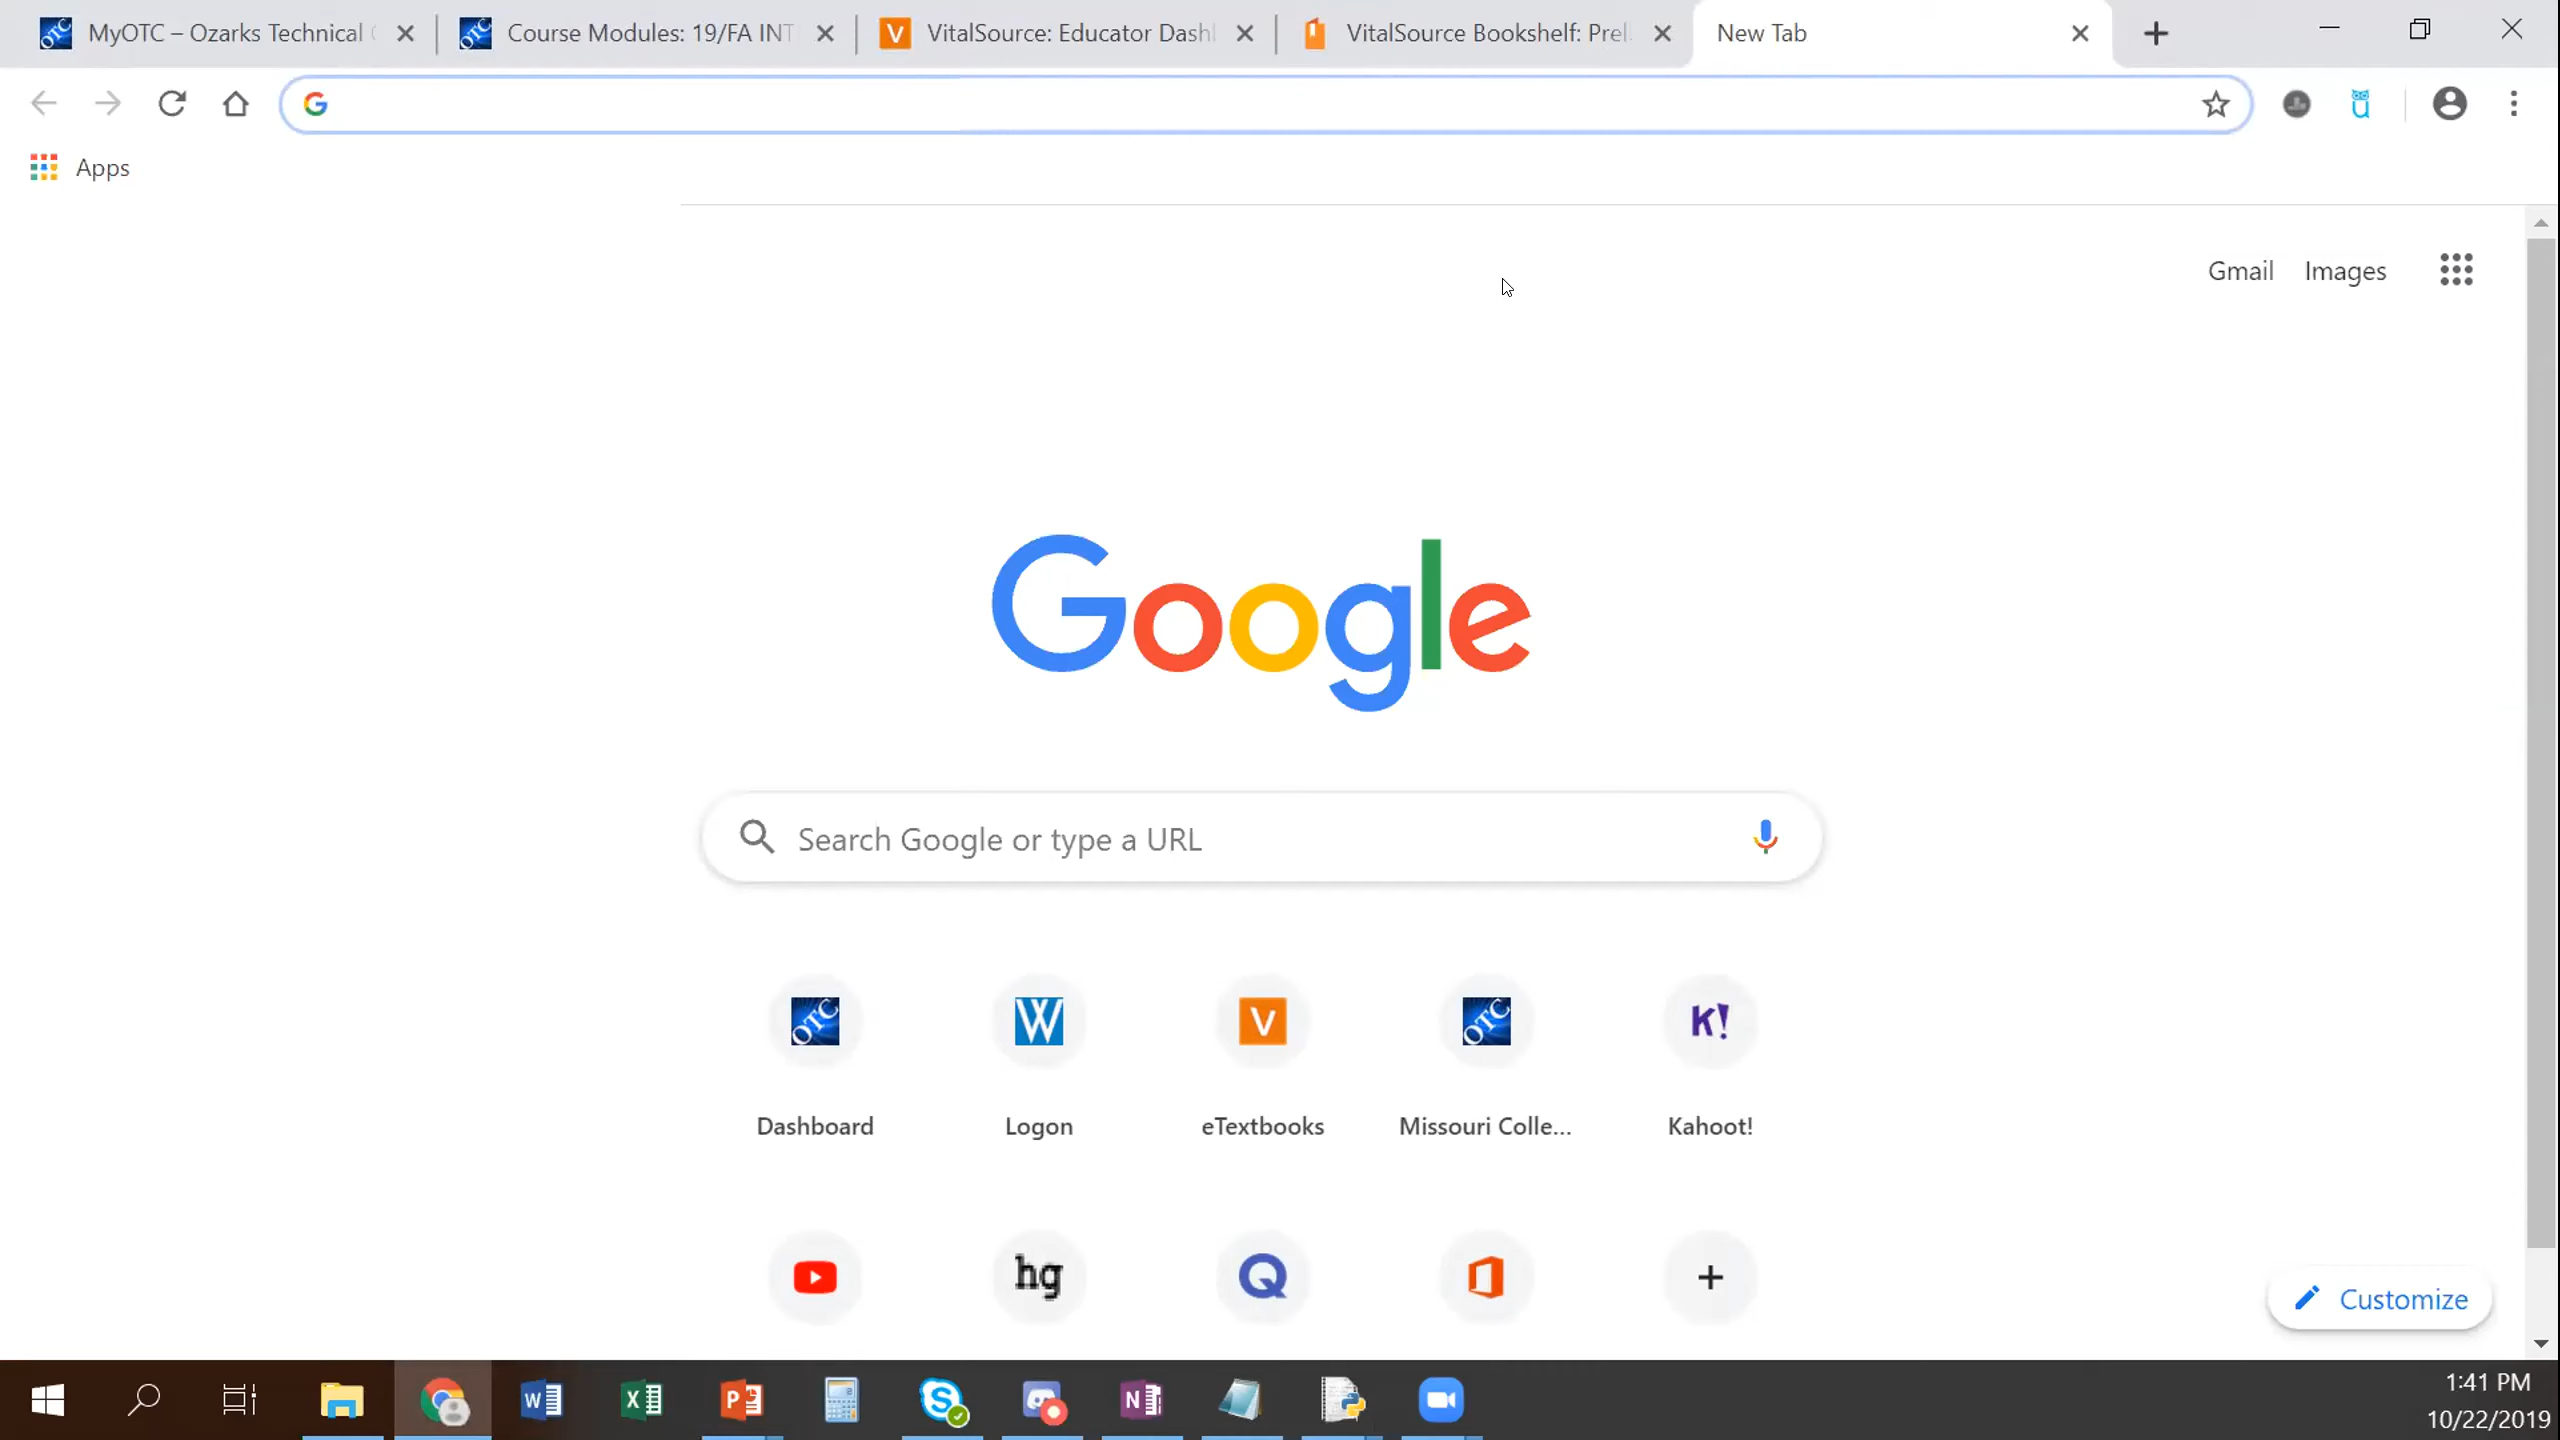 MyOTC – Ozarks Technical
Course Modules: 19/FA INT
VitalSource: Educator Dash
VitalSource Bookshelf: Prel
New Tab
Apps
Gmail
Images
Google
Search Google or type a URL
Dashboard
Logon
eTextbooks
Missouri Colle...
Kahoot!
Customize
1:41 PM
10/22/2019